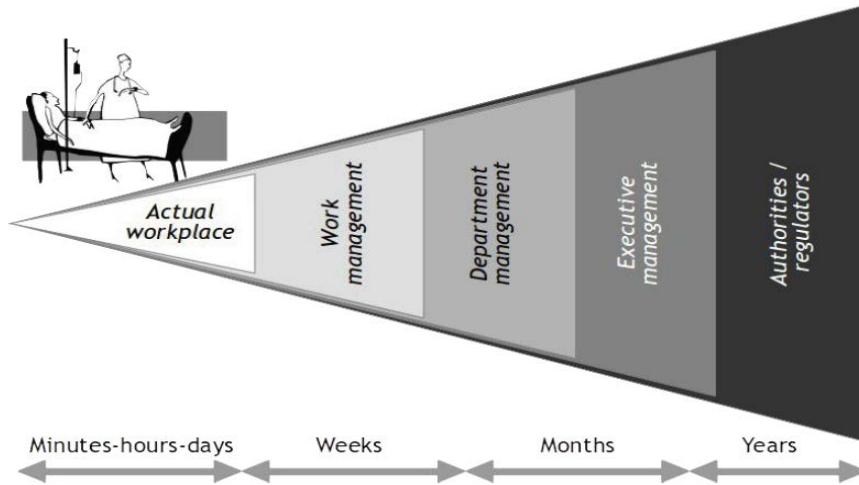 Actual
workplace
Work
management
Department
management
Executive
management
Authorities /
regulators
Minutes-hours-days
Weeks
Months
Years